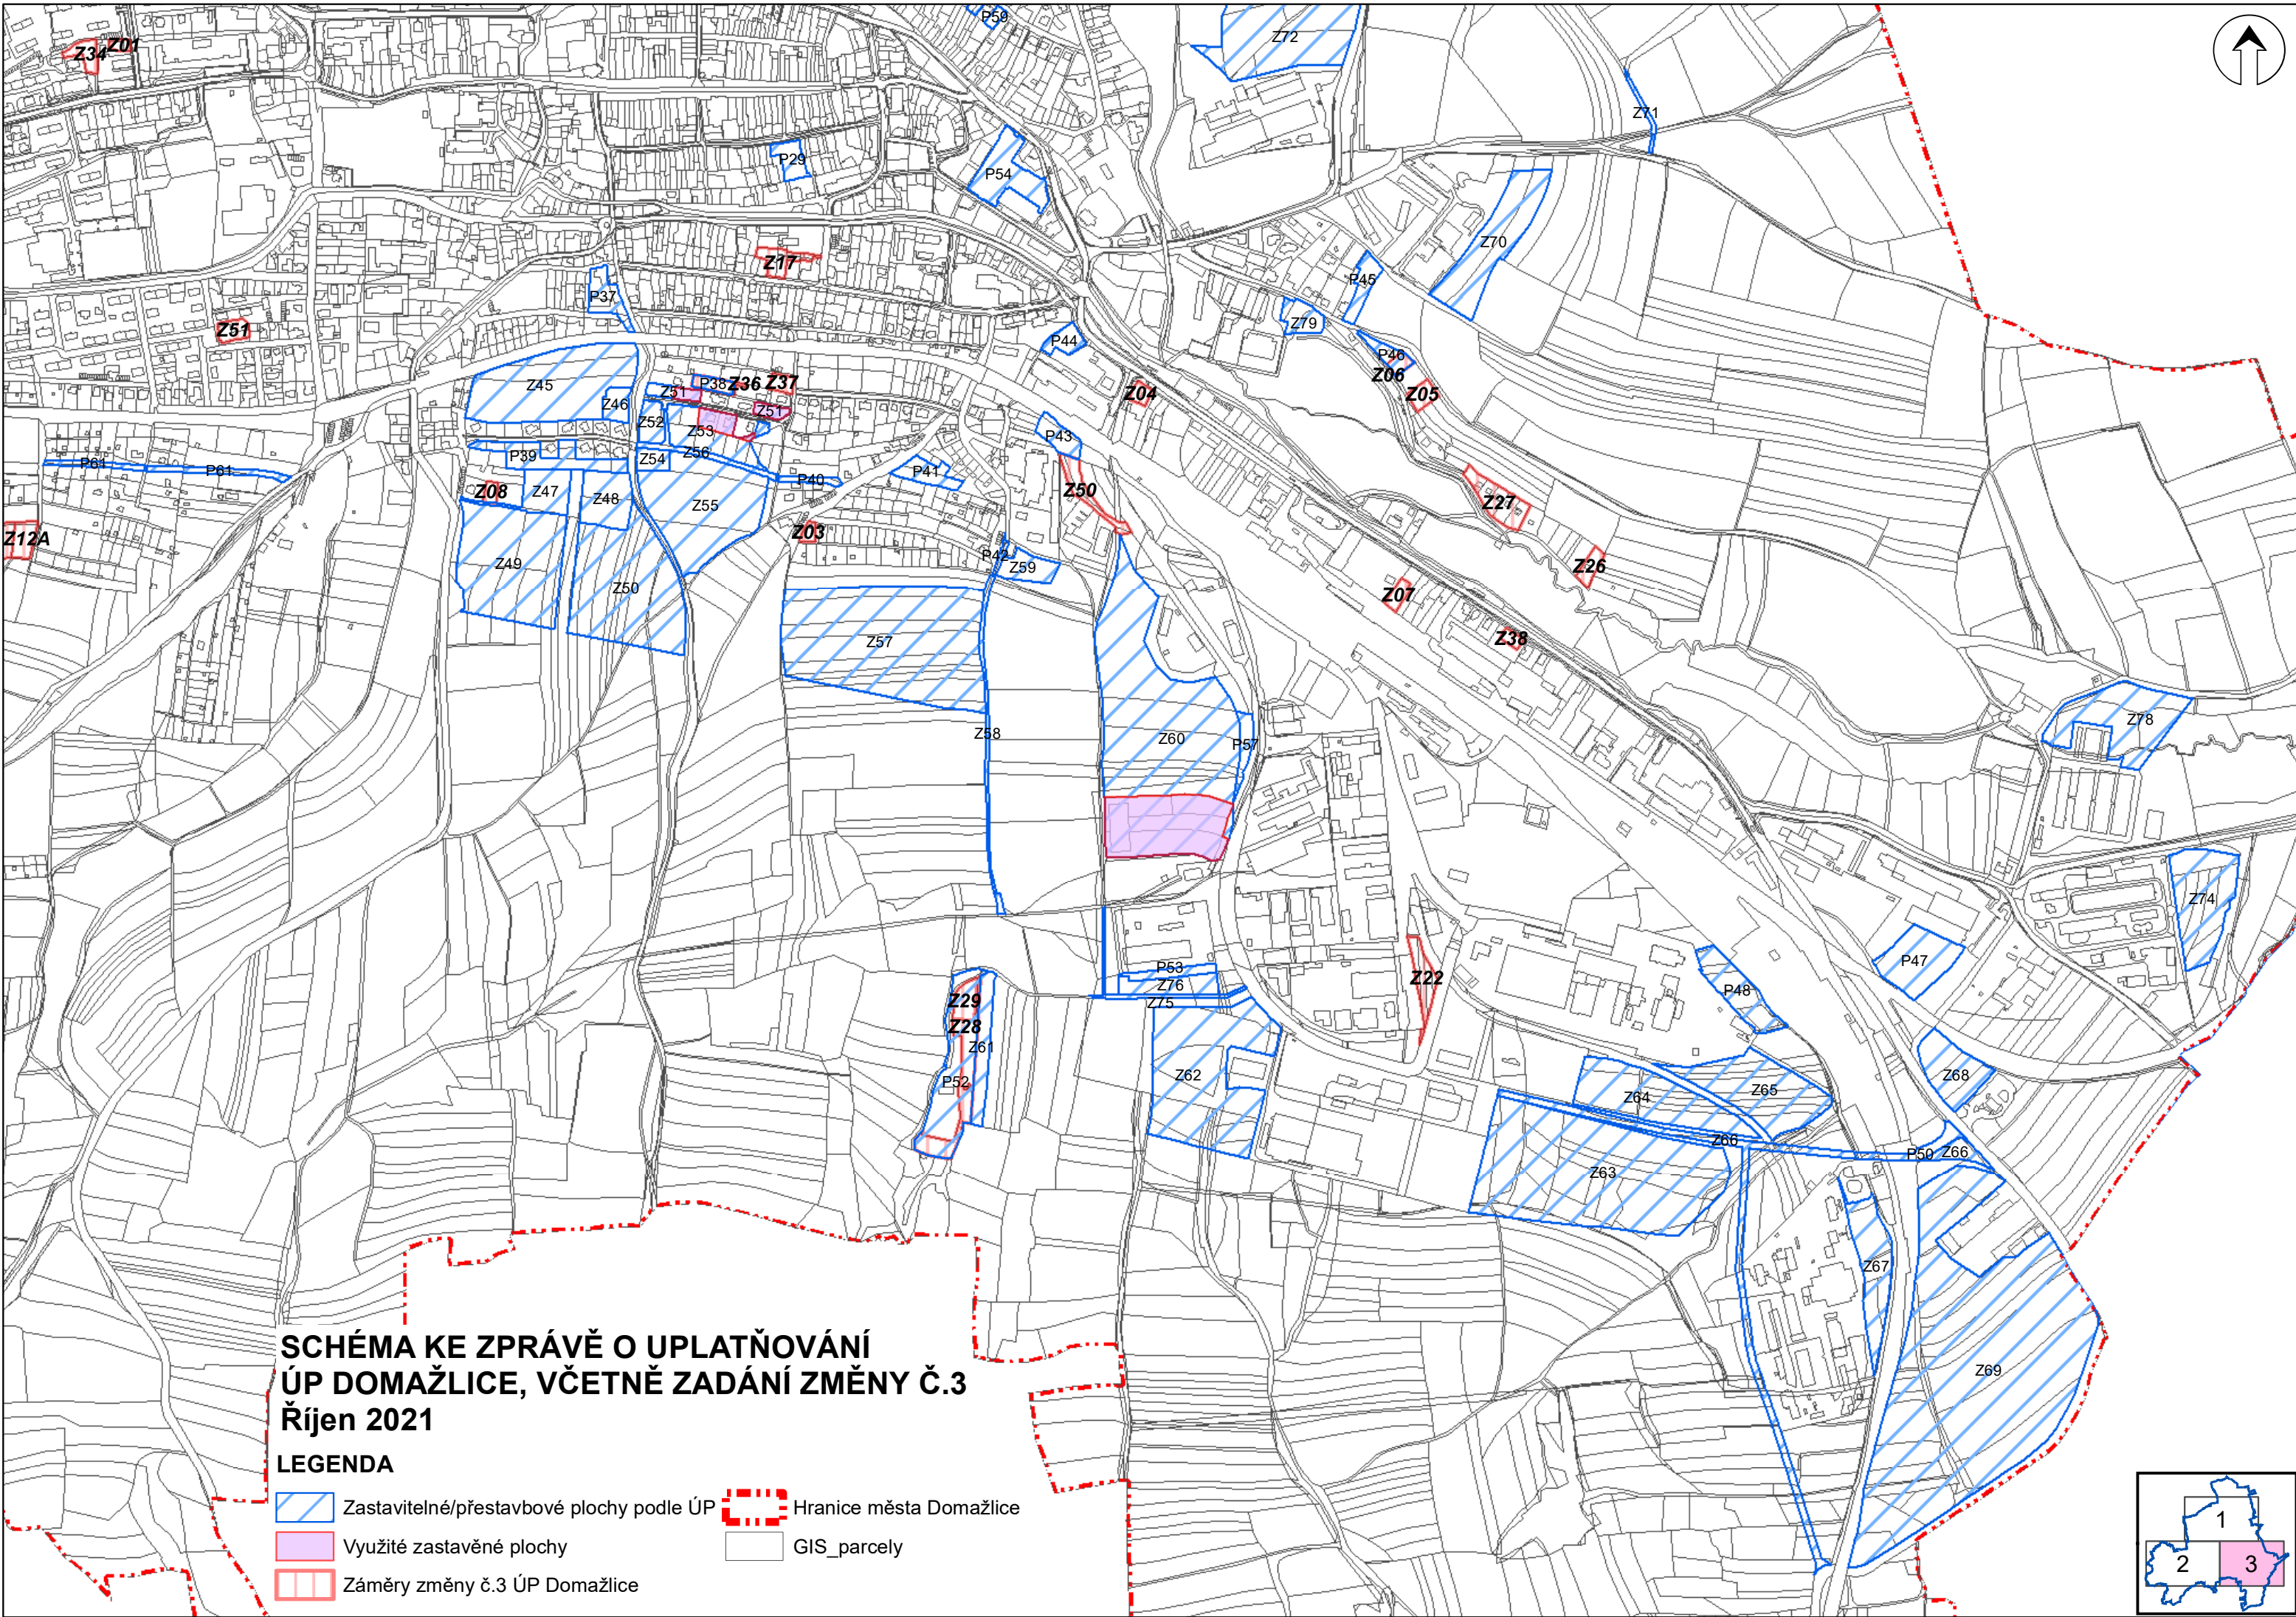 P59
Z72
Z34 Z01
Z71
P29
P54
Z70
Z17
P45
P37
Z79
Z51
P44
P46
Z06
Z45
P38 Z36 Z37
Z51
Z05
Z04
Z46
Z51
Z52
Z53
P43
Z56
P39
Z54
P61
P61
P41
P40
Z08
Z47
Z48
Z50
Z55
Z27
Z12A
Z03
P42
Z49
Z59
Z26
Z50
Z07
Z57
Z38
Z78
Z58
Z60
P57
Z74
P47
P53
Z22
Z76
P48
Z29
Z75
Z28
Z61
Z62
Z68
P52
Z64
Z65
Z66
P50
Z66
Z63
Z67
Z69
SCHÉMA KE ZPRÁVĚ O UPLATŇOVÁNÍ
ÚP DOMAŽLICE, VČETNĚ ZADÁNÍ ZMĚNY Č.3
Říjen 2021
LEGENDA
Zastavitelné/přestavbové plochy podle ÚP
Využité zastavěné plochy
Záměry změny č.3 ÚP Domažlice
Hranice města Domažlice
GIS_parcely
1
2
3